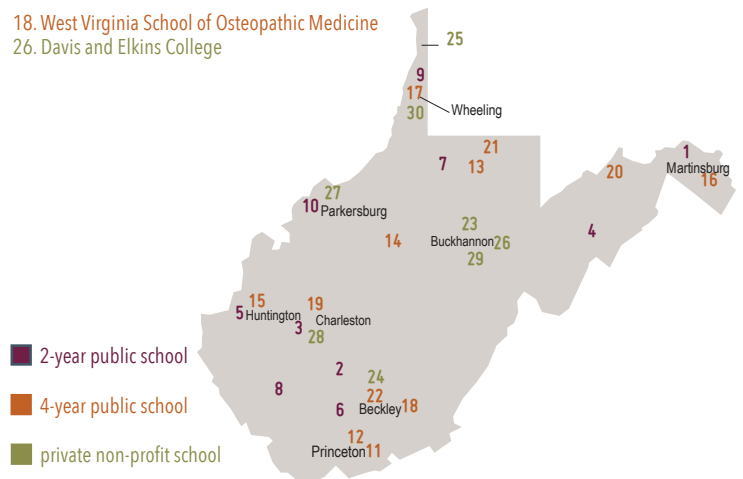 18. West Virginia School of Osteopathic Medicine
26. Davis and Elkins College
25
9
17
Wheeling
30
21
7
13
1
Martinsburg
20
16
27
10
Parkersburg
23
4
14
Buckhannon
26
29
15
19
5
Huntington
Charleston
3
28
2-year public school
2
24
8
22
4-year public school
6
Beckley
18
12
private non-profit school
Princeton
11